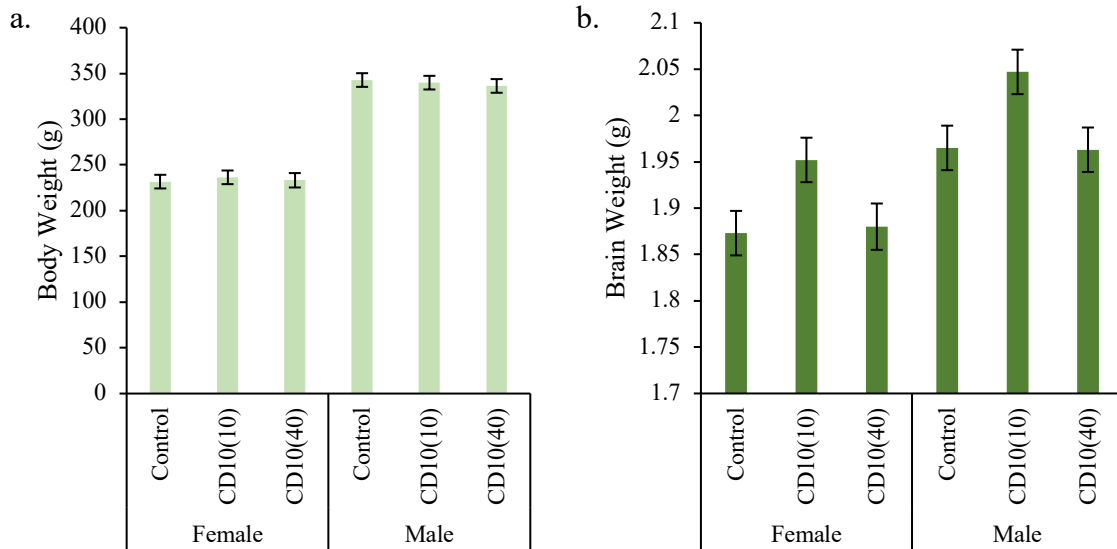 a.
Body Weight (g)
400
350
300
250
200
150
100
50
0
Control
CD10(10)
CD10(40)
Control
CD10(10)
CD10(40)
Female
Male
b.
Brain Weight (g)
2.1
2.05
2
1.95
1.9
1.85
1.8
1.75
1.7
Control
CD10(10)
CD10(40)
Control
CD10(10)
CD10(40)
Female
Male